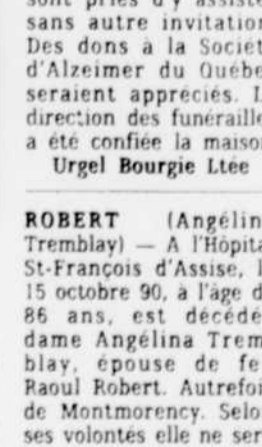 sont priés d'y assiste
sans autre invitation
Des dons à la Sociét
d'Alzeimer du Québe
seraient appréciés. L
direction des funéraille
a été confiée la maiso
Urgel Bourgie Ltée
ROBERT (Angélin
Tremblay) — A l'Hôpita
St-François d'Assise, l
15 octobre 90, à l'âge d
86 ans, est décédé
dame Angélina Trem
blay, épouse de fe
Raoul Robert. Autrefoi
de Montmorency. Selo
ses volontés elle ne ser